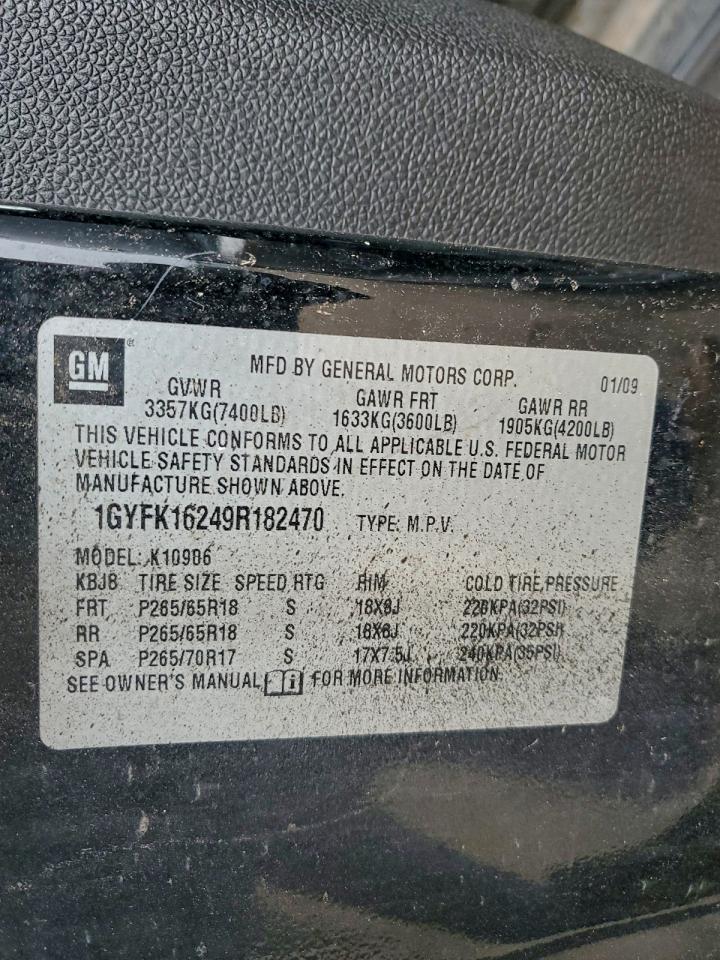 GM ®
MFD BY GENERAL MOTORS CORP. 01/09
GVWR GAWR FRT GAWR RR
3357KG(7400LB) 1633KG(3600LB) 1905KG(4200LB)
THIS VEHICLE CONFORMS TO ALL APPLICABLE U.S. FEDERAL MOTOR
VEHICLE SAFETY STANDARDS IN EFFECT ON THE DATE OF
MANUFACTURE SHOWN ABOVE.
1GYFK16249R182470 TYPE: M.P.V.
MODEL: K10906
KBJ8 TIRE SIZE SPEED RTG RIM COLD TIRE PRESSURE
FRT P265/65R18 S 18X8J 220KPA(32PSI)
RR P265/65R18 S 18X8J 220KPA(32PSI)
SPA P265/70R17 S 17X7.5J 240KPA(35PSI)
SEE OWNER'S MANUAL FOR MORE INFORMATION.